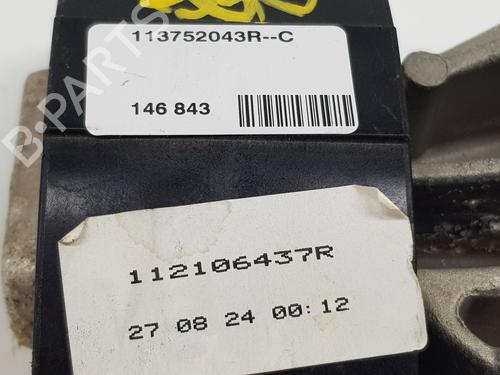 113752043R--C
146 843
B-PARTS
112106437R
27 08 24 00:12